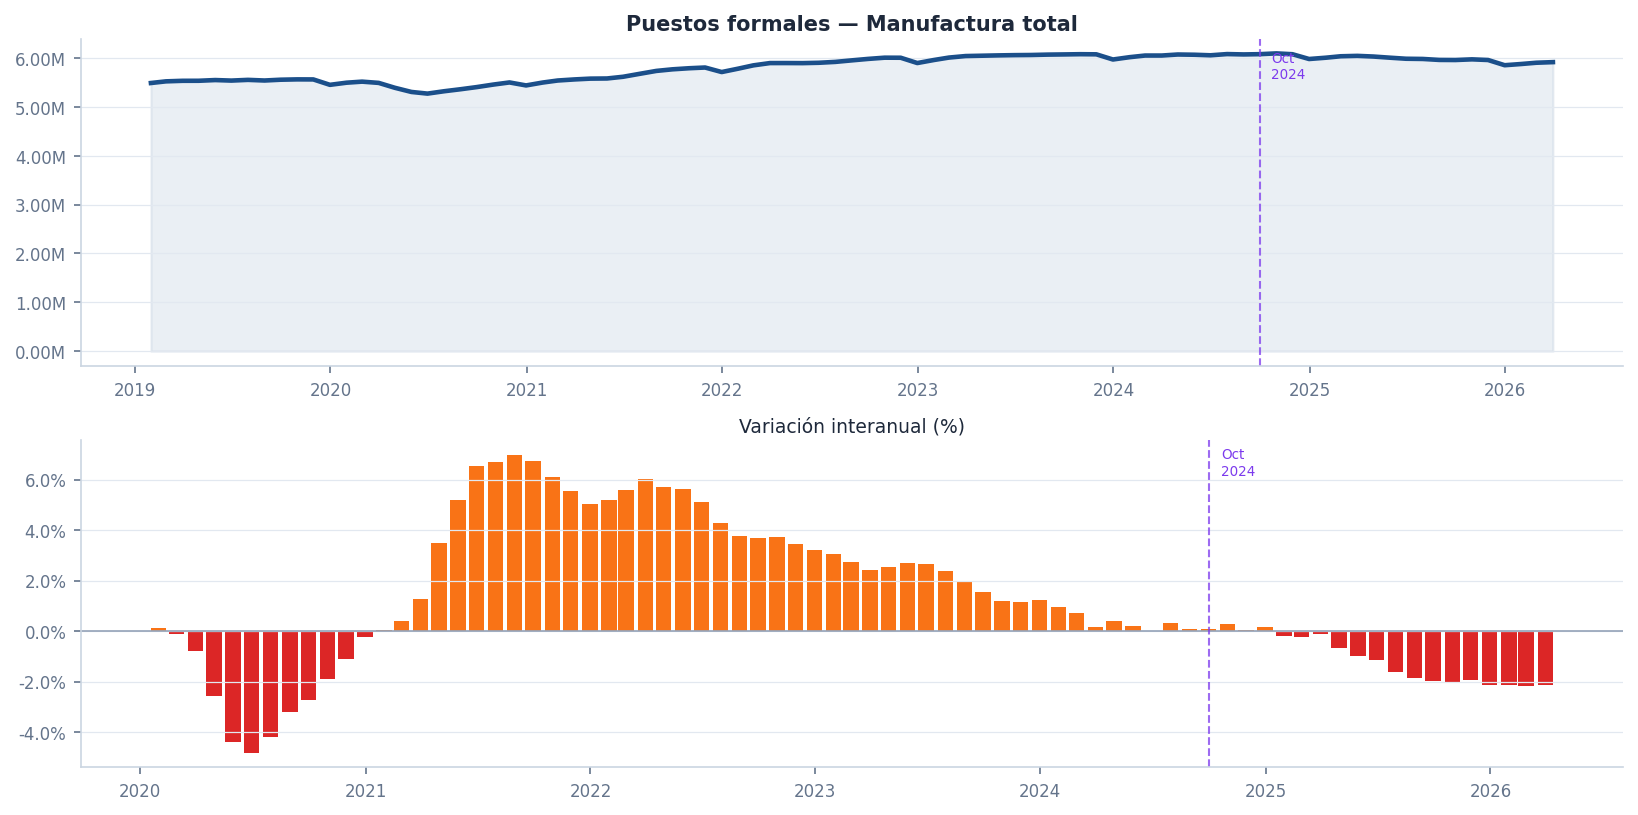 Puestos formales — Manufactura total
6.00M
5.00M
4.00M
3.00M
2.00M
1.00M
0.00M
Oct
2024
2019
2020
2021
2022
2023
2024
2025
2026
Variación interanual (%)
6.0%
4.0%
2.0%
0.0%
-2.0%
-4.0%
Oct
2024
2020
2021
2022
2023
2024
2025
2026